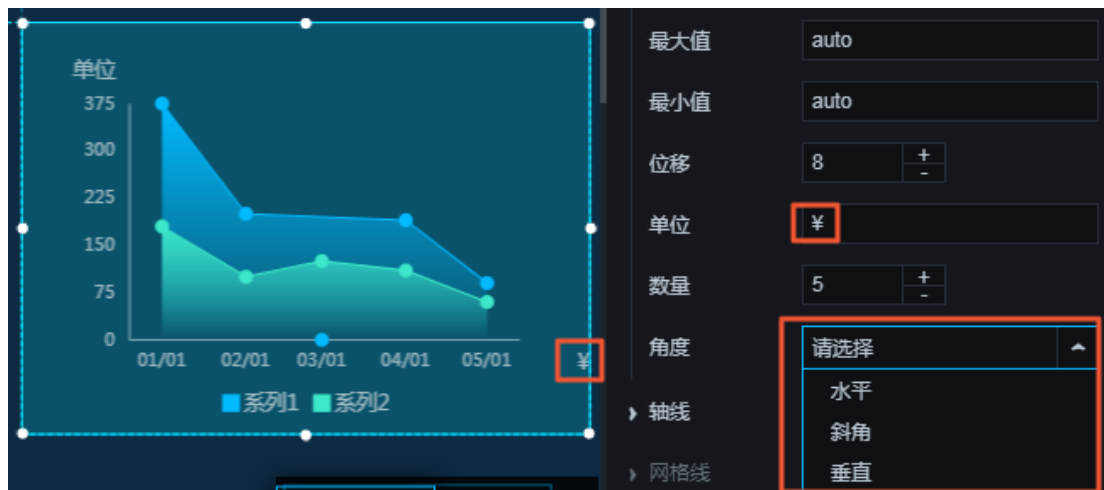 单位
375
300
225
150
75
0
01/01 02/01 03/01 04/01 05/01 ¥
系列1 系列2
最大值 auto
最小值 auto
位移 8 + -
单位 ¥
数量 5 + -
角度 请选择
水平
斜角
垂直
轴线
网格线